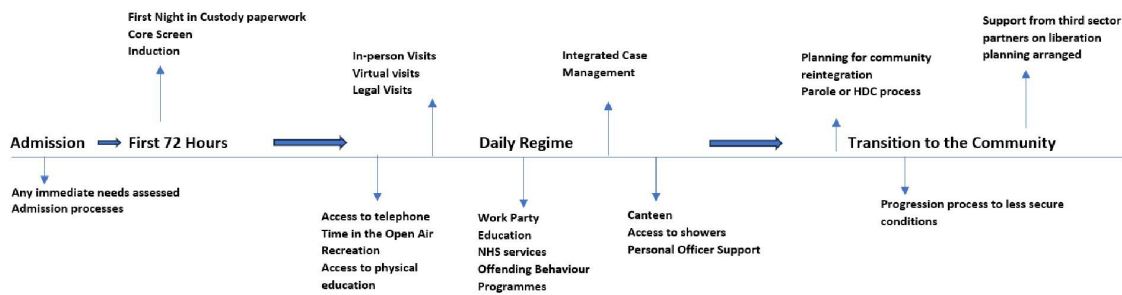 First Night in Custody paperwork
Core Screen
Induction
In-person Visits
Virtual visits
Legal Visits
Integrated Case
Management
Planning for community
reintegration
Parole or HDC process
Support from third sector
partners on liberation
planning arranged
Admission
First 72 Hours
Daily Regime
Transition to the Community
Any immediate needs assessed
Admission processes
Access to telephone
Time in the Open Air
Recreation
Access to physical
education
Work Party
Education
NHS services
Offending Behaviour
Programmes
Canteen
Access to showers
Personal Officer Support
Progression process to less secure
conditions